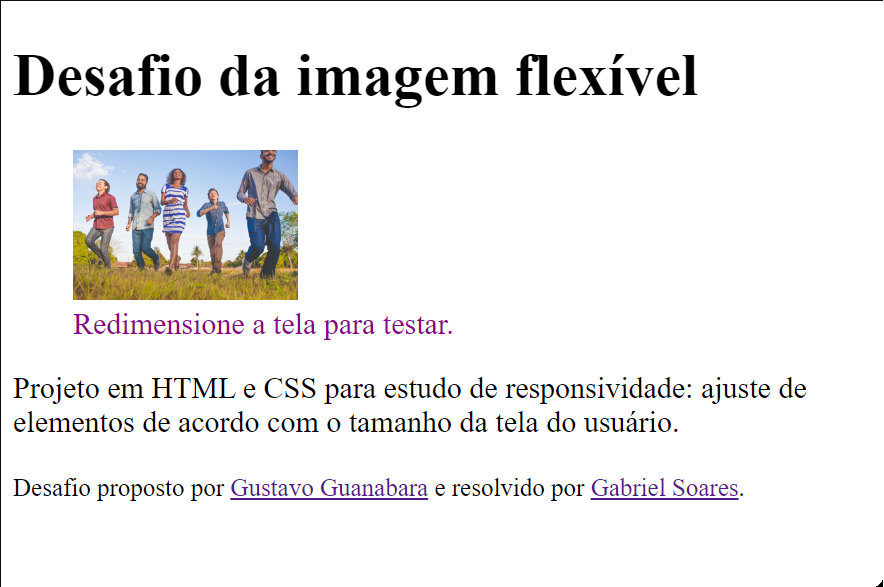 Desafio da imagem flexível
Redimensione a tela para testar.
Projeto em HTML e CSS para estudo de responsividade: ajuste de
elementos de acordo com o tamanho da tela do usuário.
Desafio proposto por Gustavo Guanabara e resolvido por Gabriel Soares.